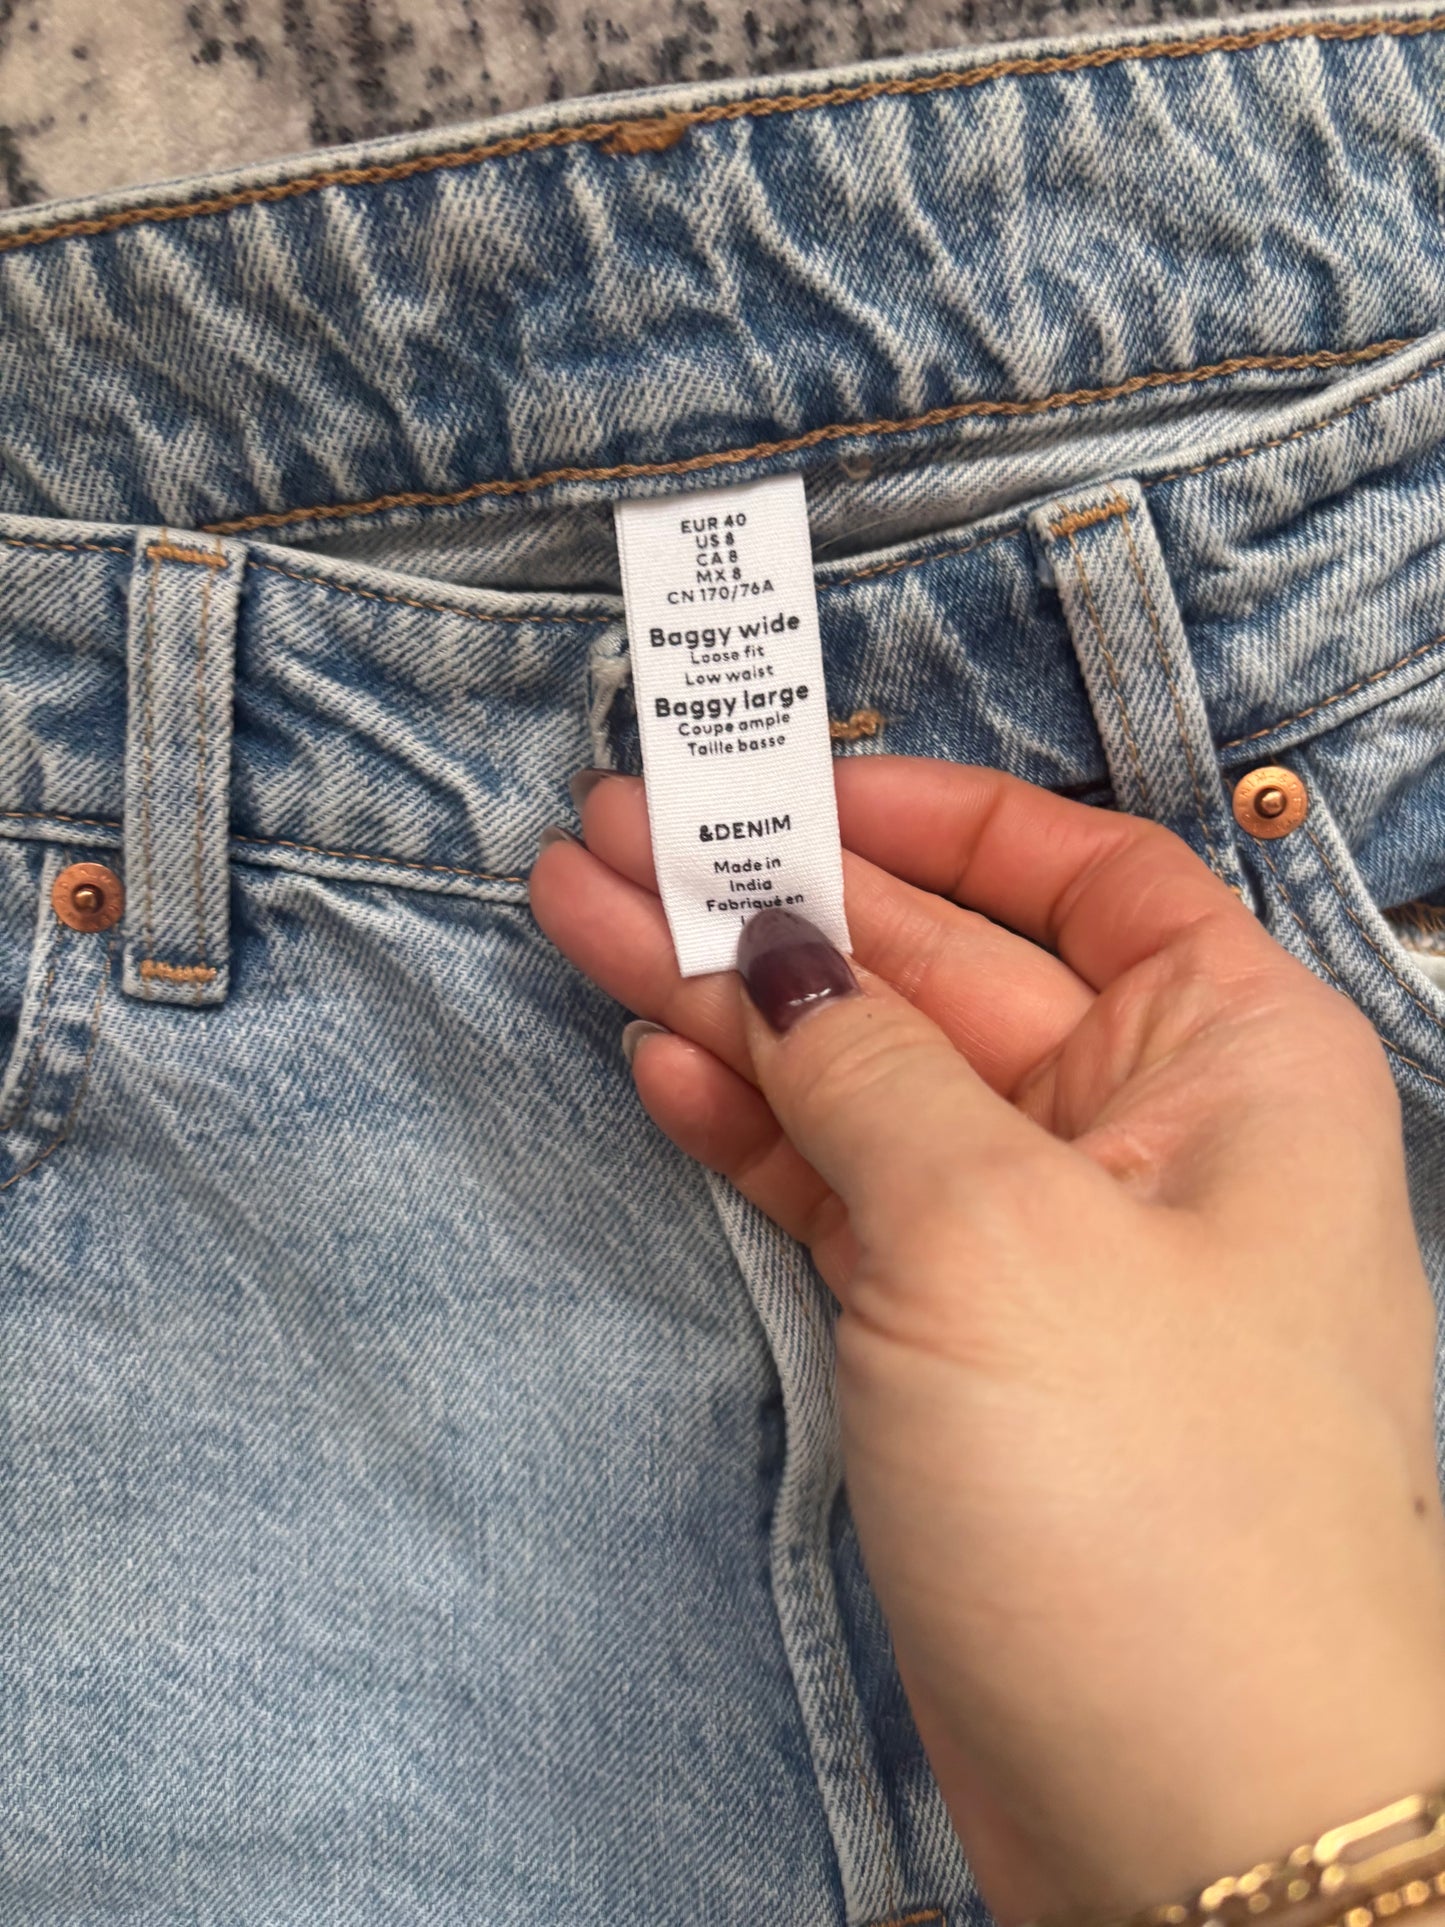 EUR 40
US 8
CA 8
MX 8
CN 170/76A
Baggy wide
Loose fit
Low waist
Baggy large
Coupe ample
Taille basse
&DENIM
Made in
India
Fabriqué en